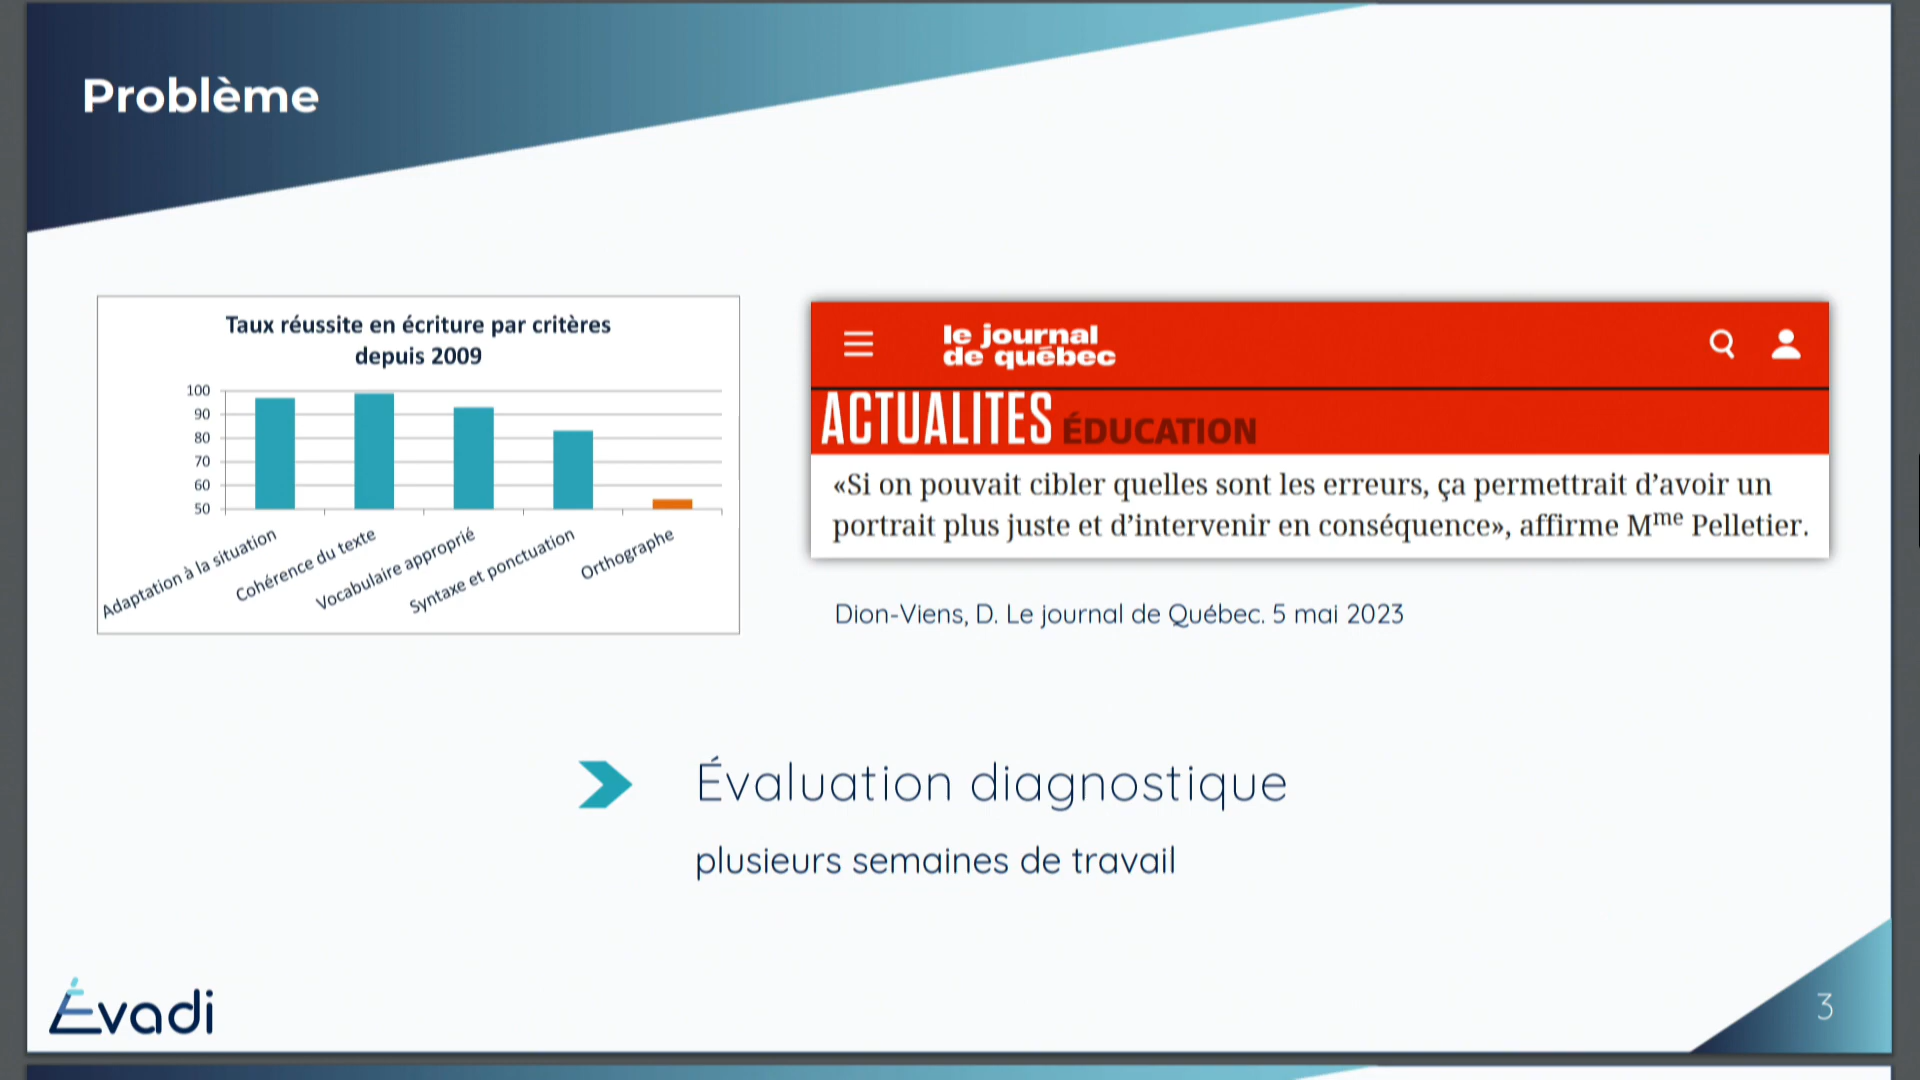 Problème
Taux réussite en écriture par critères
depuis 2009
100
90
80
70
60
50
Adaptation à la situation
Cohérence du texte
Vocabulaire approprié
Syntaxe et ponctuation
Orthographe
le journal
de québec
ACTUALITES ÉDUCATION
«Si on pouvait cibler quelles sont les erreurs, ça permettrait d’avoir un
portrait plus juste et d’intervenir en conséquence», affirme Mme Pelletier.
Dion-Viens, D. Le journal de Québec. 5 mai 2023
Évaluation diagnostique
plusieurs semaines de travail
Évadi
3